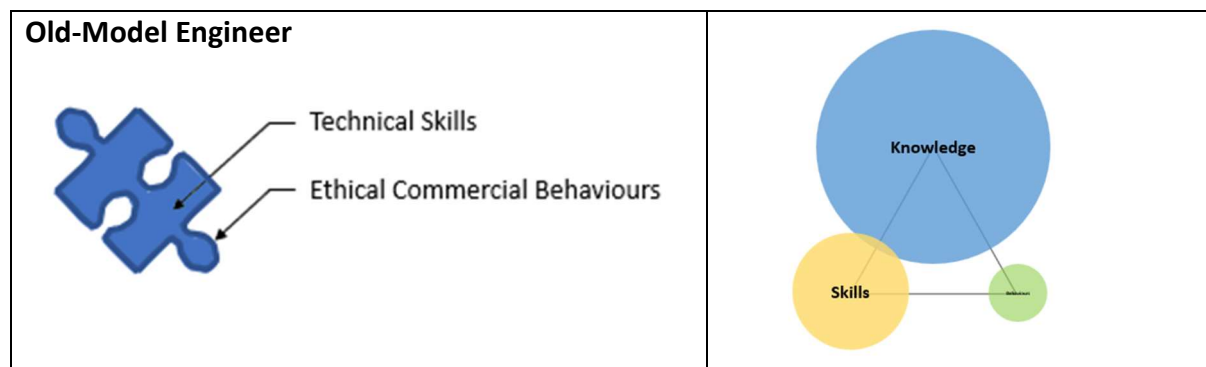 Old-Model Engineer
Technical Skills
Ethical Commercial Behaviours
Knowledge
Skills